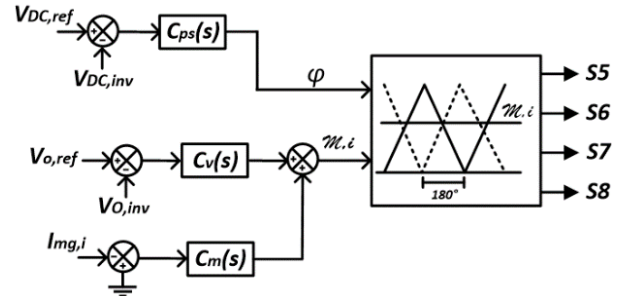 VDC,ref
Cps(s)
VDC,inv
φ
S5
S6
S7
S8
m,i
180°
Vo,ref
Cv(s)
m,i
VO,inv
Img,i
Cm(s)